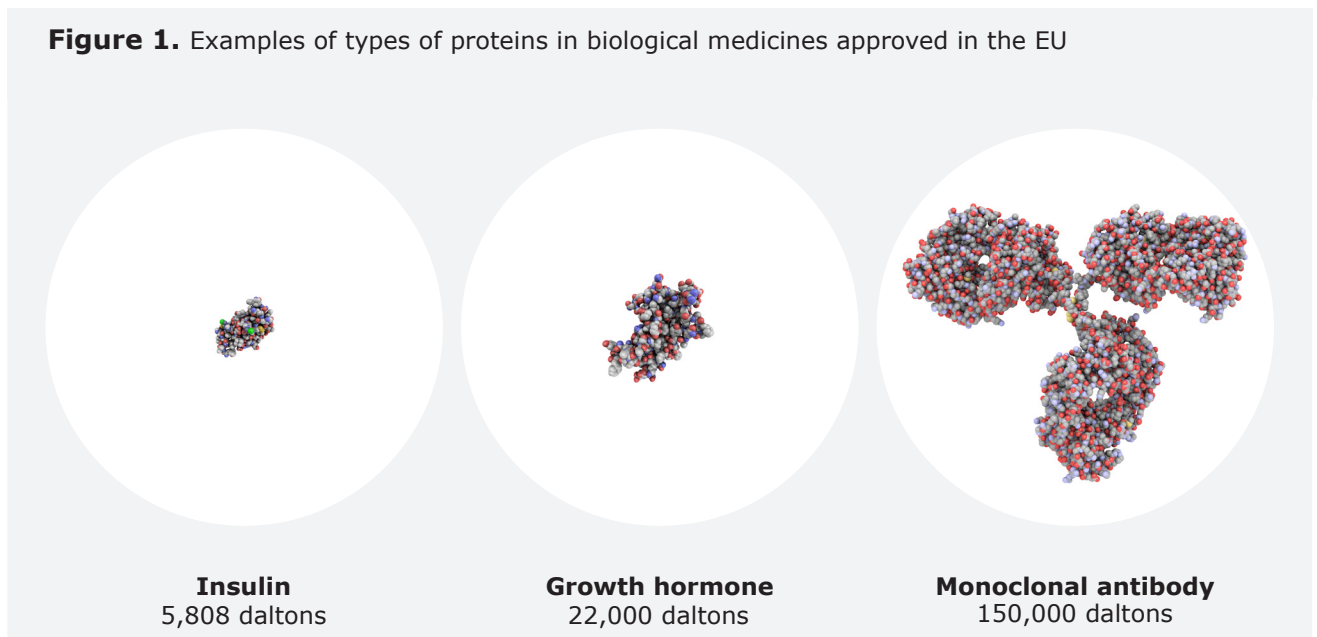 Figure 1. Examples of types of proteins in biological medicines approved in the EU
Insulin
5,808 daltons
Growth hormone
22,000 daltons
Monoclonal antibody
150,000 daltons